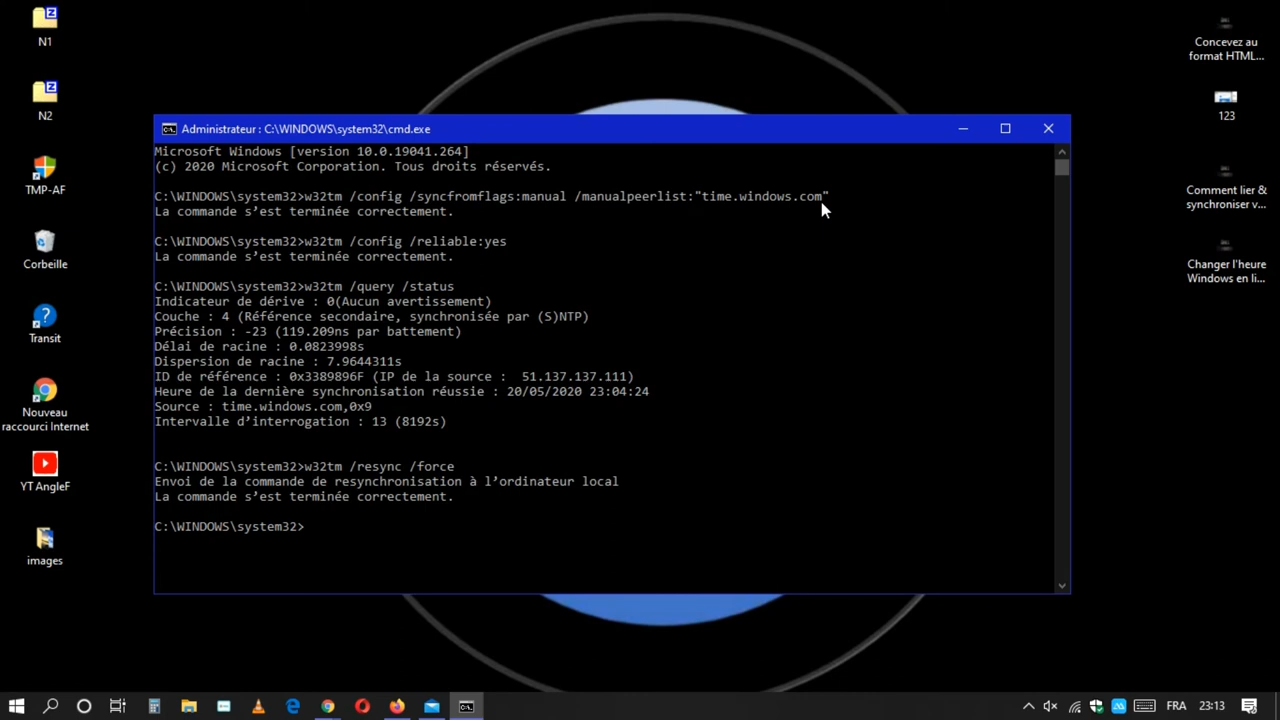 N1
N2
TMP-AF
Corbeille
Transit
Nouveau
raccourci Internet
YT AngleF
images
Administrateur : C:\WINDOWS\system32\cmd.exe
Microsoft Windows [version 10.0.19041.264]
(c) 2020 Microsoft Corporation. Tous droits réservés.
C:\WINDOWS\system32>w32tm /config /syncfromflags:manual /manualpeerlist:"time.windows.com"
La commande s’est terminée correctement.
C:\WINDOWS\system32>w32tm /config /reliable:yes
La commande s’est terminée correctement.
C:\WINDOWS\system32>w32tm /query /status
Indicateur de dérive : 0(Aucun avertissement)
Couche : 4 (Référence secondaire, synchronisée par (S)NTP)
Précision : -23 (119.209ns par battement)
Délai de racine : 0.0823998s
Dispersion de racine : 7.9644311s
ID de référence : 0x3389896F (IP de la source :  51.137.137.111)
Heure de la dernière synchronisation réussie : 20/05/2020 23:04:24
Source : time.windows.com,0x9
Intervalle d’interrogation : 13 (8192s)
C:\WINDOWS\system32>w32tm /resync /force
Envoi de la commande de resynchronisation à l’ordinateur local
La commande s’est terminée correctement.
C:\WINDOWS\system32>
Concevez au
format HTML...
123
Comment lier &
synchroniser v...
Changer l'heure
Windows en li...
FRA
23:13